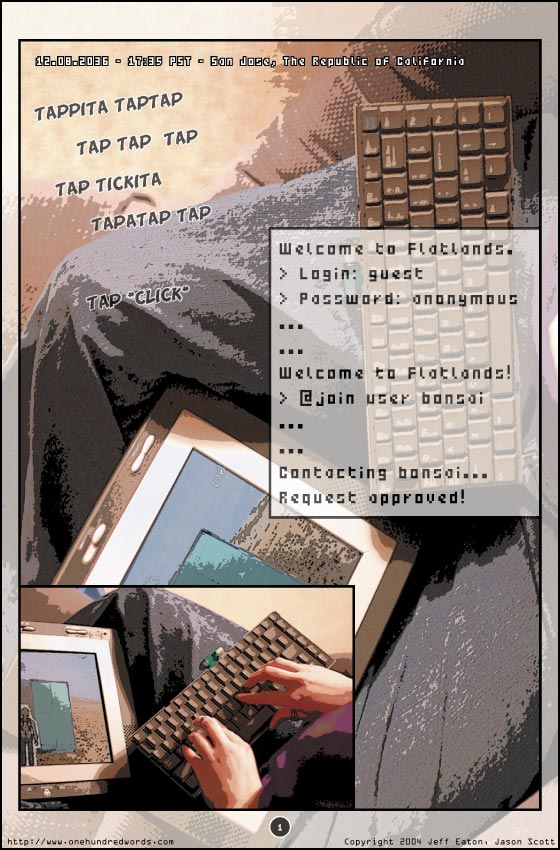 12.08.2036 - 17:35 PST - San Jose, The Republic of California
TAPPITA TAPTAP
TAP TAP TAP
TAP TICKITA
TAPATAP TAP
TAP *CLICK*
Welcome to Flatlands.
> Login: guest
> Password: anonymous
...
...
Welcome to Flatlands!
> @join user bonsai
...
...
Contacting bonsai...
Request approved!
1
http://www.onehundredwords.com
Copyright 2004 Jeff Eaton, Jason Scott